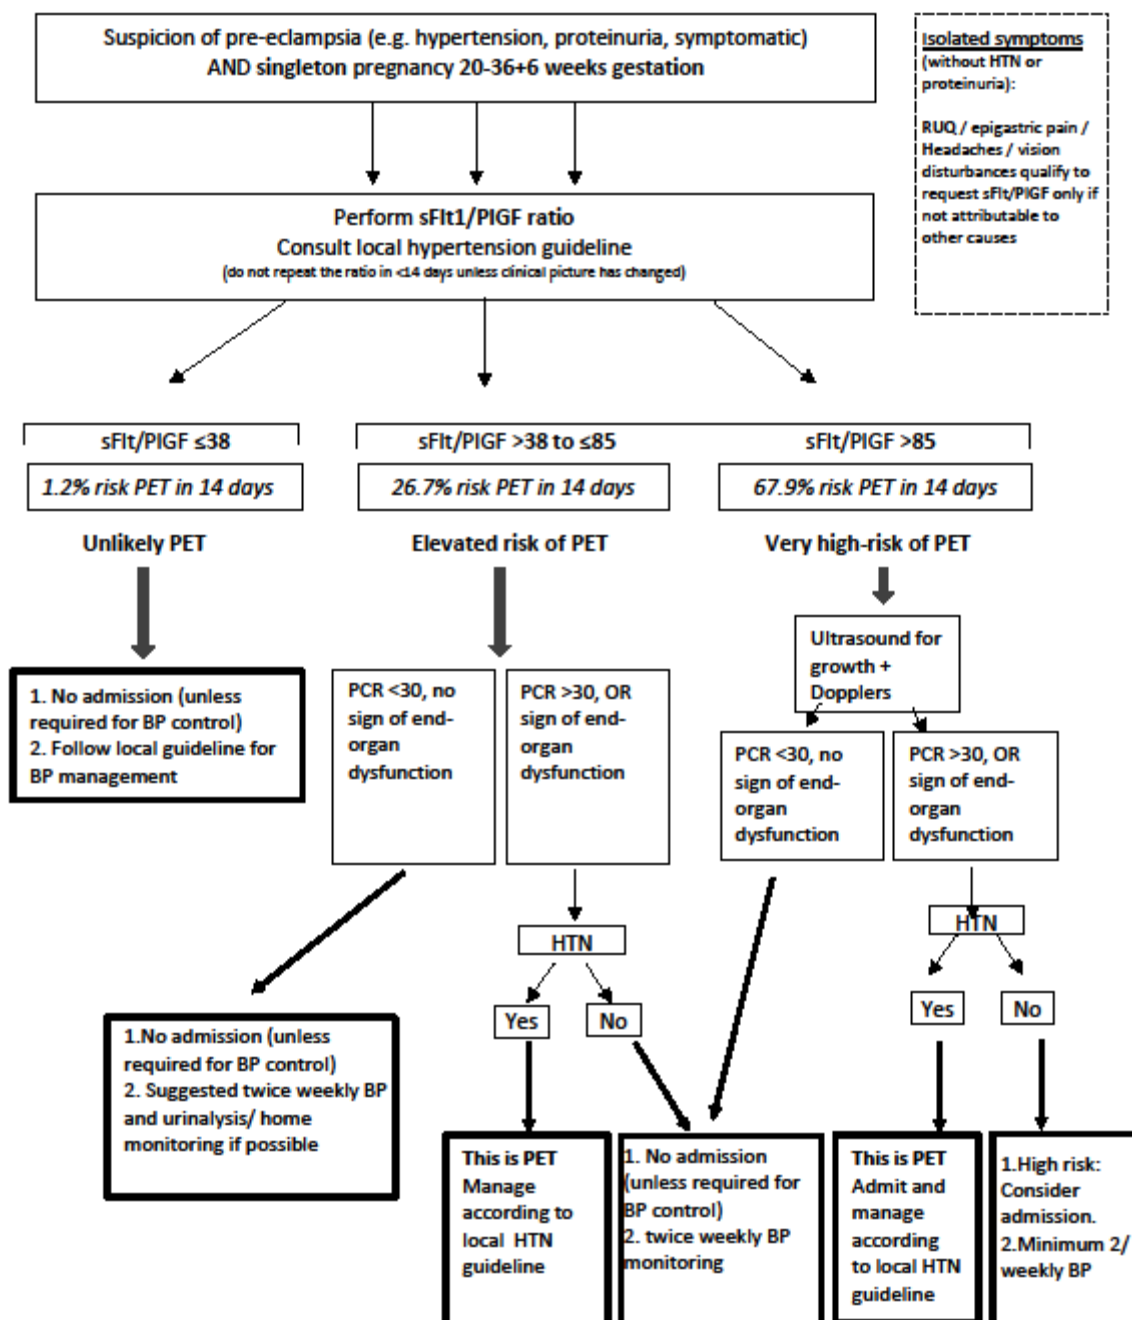 Suspicion of pre-eclampsia (e.g. hypertension, proteinuria, symptomatic)
AND singleton pregnancy 20-36+6 weeks gestation
Isolated symptoms
(without HTN or
proteinuria):
RUQ / epigastric pain /
Headaches / vision
disturbances qualify to
request sFlt/PlGF only if
not attributable to
other causes
Perform sFlt1/PlGF ratio
Consult local hypertension guideline
(do not repeat the ratio in <14 days unless clinical picture has changed)
sFlt/PlGF ≤38
1.2% risk PET in 14 days
Unlikely PET
sFlt/PlGF >38 to ≤85
26.7% risk PET in 14 days
Elevated risk of PET
sFlt/PlGF >85
67.9% risk PET in 14 days
Very high-risk of PET
Ultrasound for
growth +
Dopplers
1. No admission (unless
required for BP control)
2. Follow local guideline for
BP management
PCR <30, no
sign of end-
organ
dysfunction
PCR >30, OR
sign of end-
organ
dysfunction
PCR <30, no
sign of end-
organ
dysfunction
PCR >30, OR
sign of end-
organ
dysfunction
HTN
Yes
No
HTN
Yes
No
1.No admission (unless
required for BP control)
2. Suggested twice weekly BP
and urinalysis/ home
monitoring if possible
This is PET
Manage
according to
local HTN
guideline
1. No admission
(unless required for
BP control)
2. twice weekly BP
monitoring
This is PET
Admit and
manage
according
to local HTN
guideline
1.High risk:
Consider
admission.
2.Minimum 2/
weekly BP